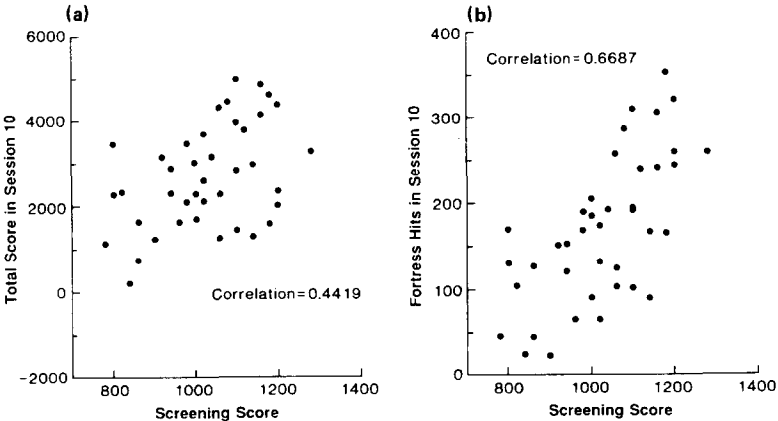 (a)
6000
4000
2000
0
-2000
Total Score in Session 10
Correlation=0.4419
800 1000 1200 1400
Screening Score
(b)
400
300
200
100
0
Fortress Hits in Session 10
Correlation=0.6687
800 1000 1200 1400
Screening Score